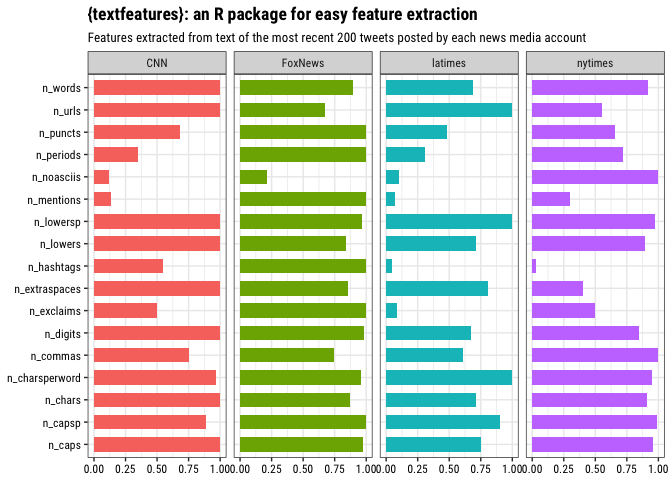 {textfeatures}: an R package for easy feature extraction
Features extracted from text of the most recent 200 tweets posted by each news media account
CNN FoxNews latimes nytimes
n_words
n_urls
n_puncts
n_periods
n_noasciis
n_mentions
n_lowersp
n_lowers
n_hashtags
n_extraspaces
n_exclaims
n_digits
n_commas
n_charsperword
n_chars
n_capsp
n_caps
0.00 0.25 0.50 0.75 1.00 0.00 0.25 0.50 0.75 1.00 0.00 0.25 0.50 0.75 1.00 0.00 0.25 0.50 0.75 1.00